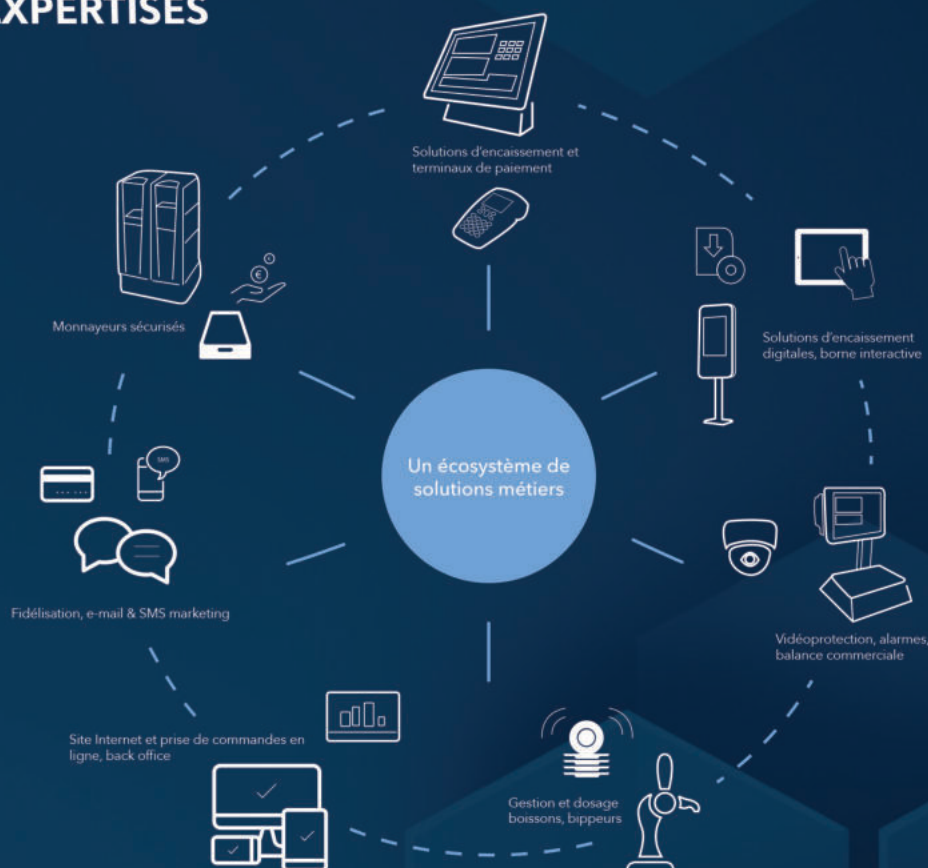 EXPERTISES
Solutions d'encaissement et
terminaux de paiement
Monnayeurs sécurisés
Solutions d'encaissement
digitales, borne interactive
Un écosystème de
solutions métiers
SMS
Fidélisation, e-mail & SMS marketing
Vidéoprotection, alarmes,
balance commerciale
Site Internet et prise de commandes en
ligne, back office
Gestion et dosage
boissons, bippeurs